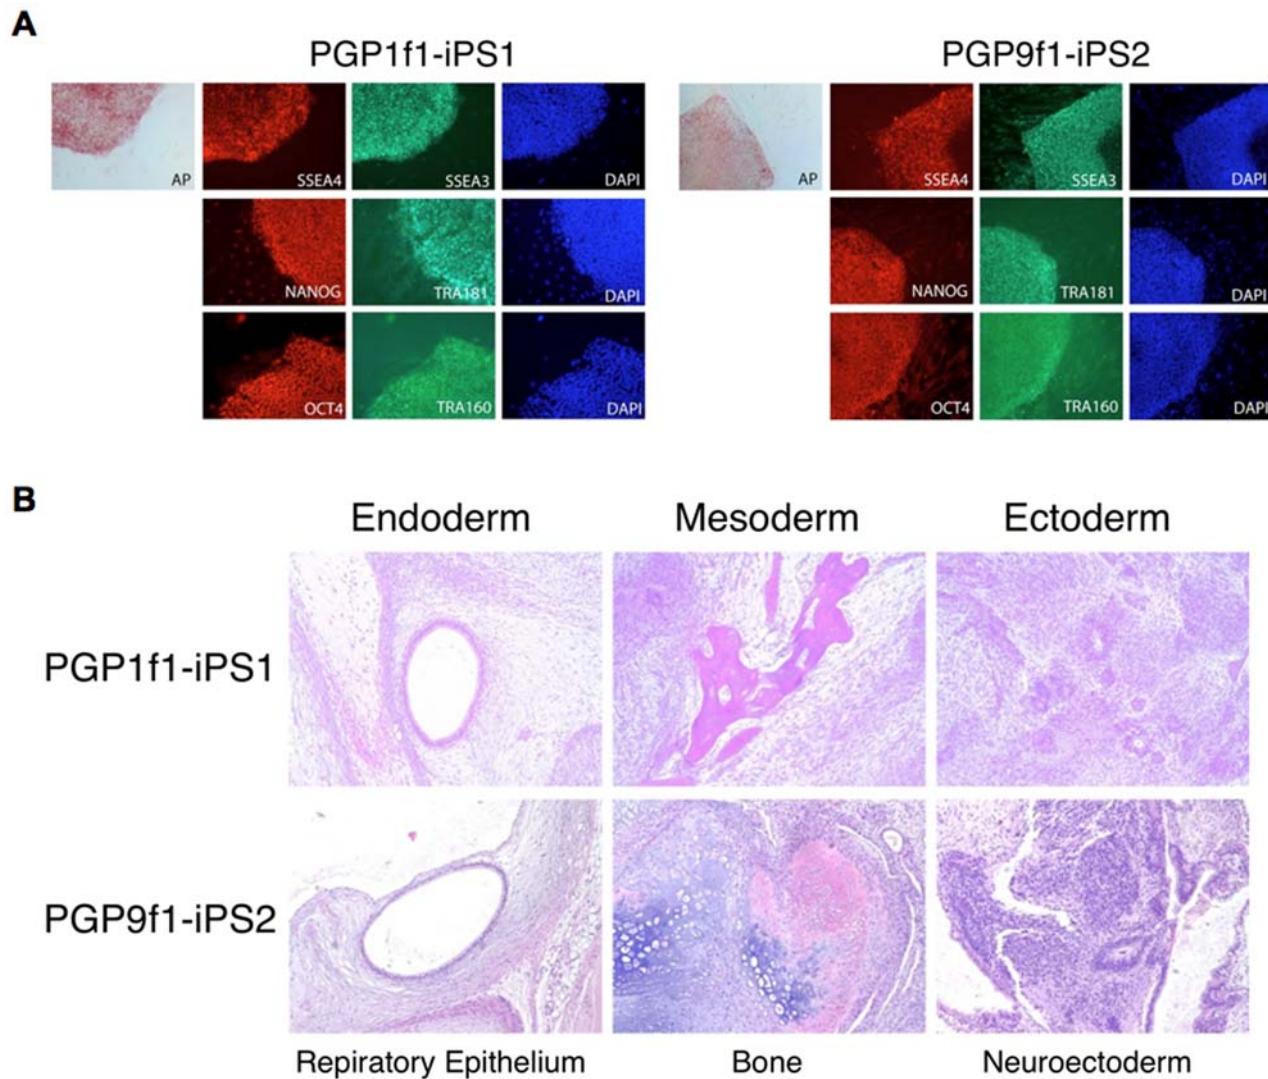 A
PGP1f1-iPS1
PGP9f1-iPS2
AP
SSEA4
SSEA3
DAPI
AP
SSEA4
SSEA3
DAPI
NANOG
TRA181
DAPI
NANOG
TRA181
DAPI
OCT4
TRA160
DAPI
OCT4
TRA160
DAPI
B
Endoderm
Mesoderm
Ectoderm
PGP1f1-iPS1
PGP9f1-iPS2
Repiratory Epithelium
Bone
Neuroectoderm